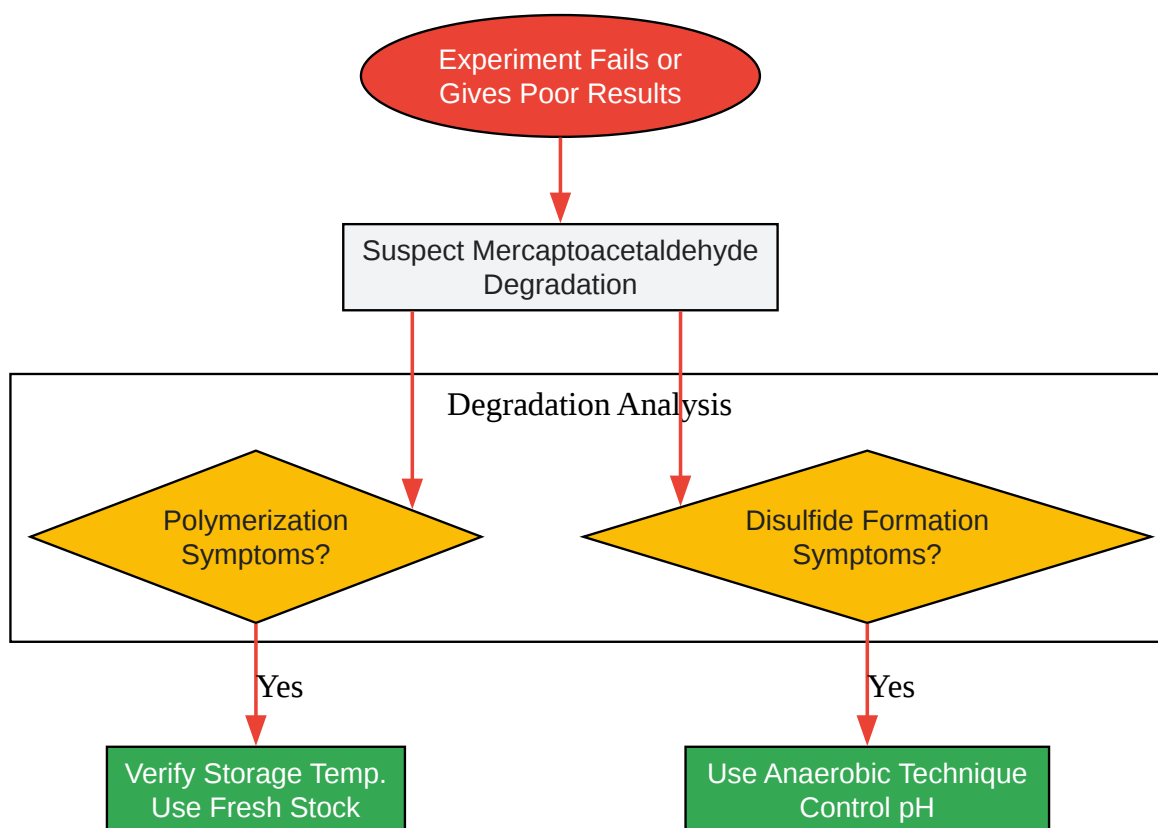 Experiment Fails or
Gives Poor Results
Suspect Mercaptoacetaldehyde
Degradation
Degradation Analysis
Polymerization
Symptoms?
Disulfide Formation
Symptoms?
Yes
Yes
Verify Storage Temp.
Use Fresh Stock
Use Anaerobic Technique
Control pH